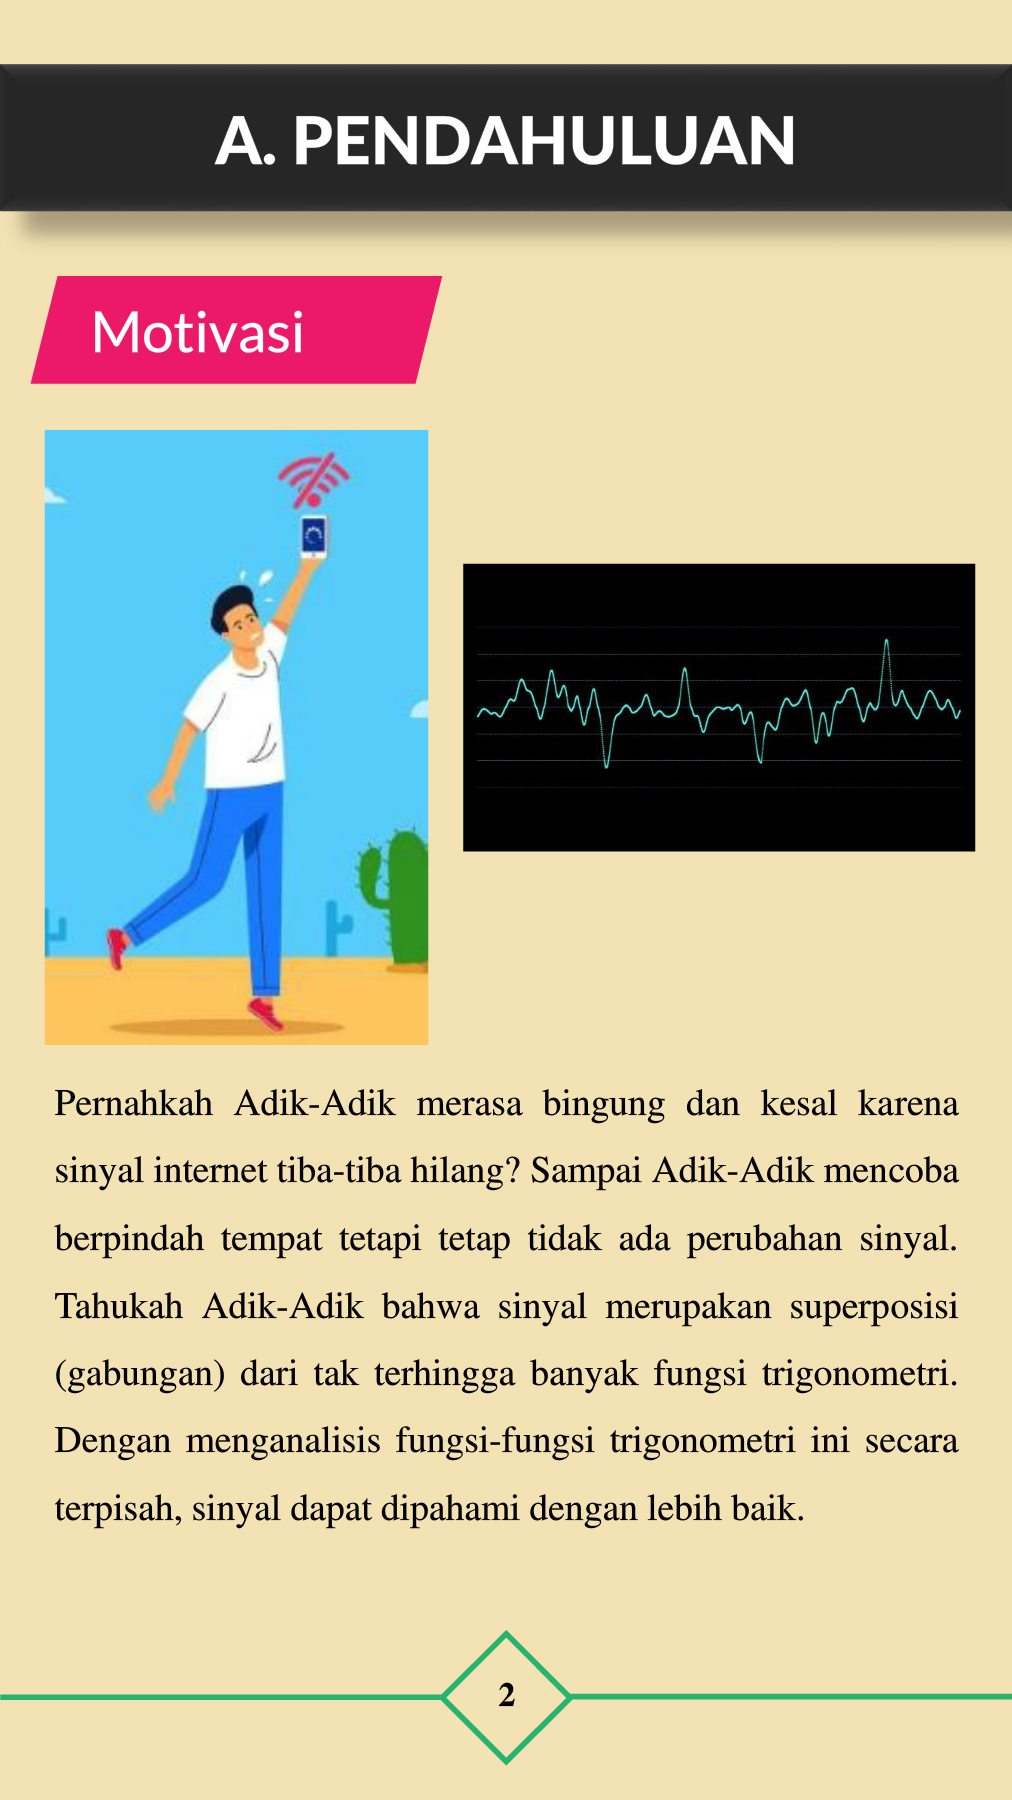 A. PENDAHULUAN
Motivasi
Pernahkah Adik-Adik merasa bingung dan kesal karena
sinyal internet tiba-tiba hilang? Sampai Adik-Adik mencoba
berpindah tempat tetapi tetap tidak ada perubahan sinyal.
Tahukah Adik-Adik bahwa sinyal merupakan superposisi
(gabungan) dari tak terhingga banyak fungsi trigonometri.
Dengan menganalisis fungsi-fungsi trigonometri ini secara
terpisah, sinyal dapat dipahami dengan lebih baik.
2